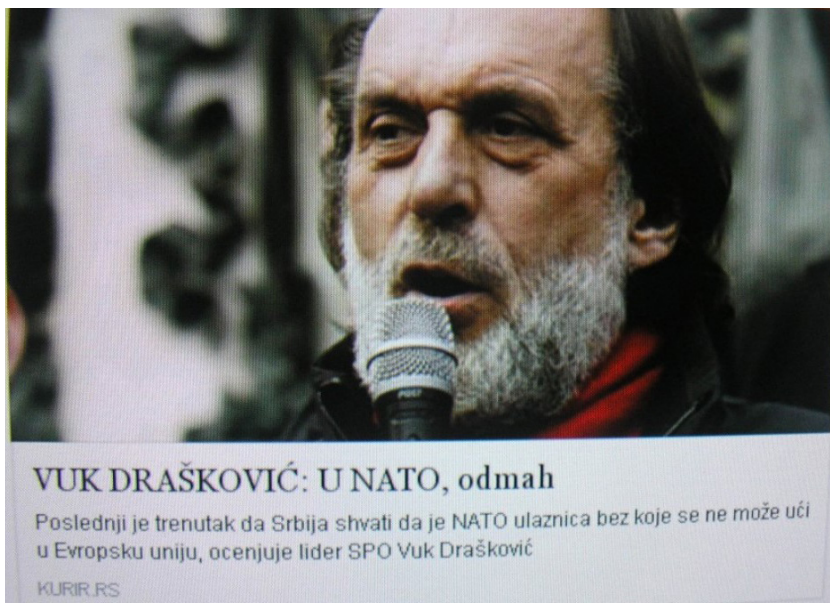 VUK DRAŠKOVIĆ: U NATO, odmah
Poslednji je trenutak da Srbija shvati da je NATO ulaznica bez koje se ne može ući
u Evropsku uniju, ocenjuje lider SPO Vuk Drašković
KURIR.RS